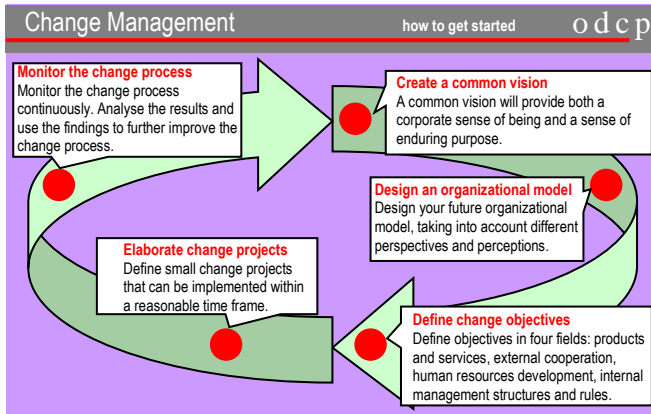 Change Management
how to get started
odcp
Monitor the change process
Monitor the change process
continuously. Analyse the results and
use the findings to further improve the
change process.
Create a common vision
A common vision will provide both a
corporate sense of being and a sense of
enduring purpose.
Design an organizational model
Design your future organizational
model, taking into account different
perspectives and perceptions.
Elaborate change projects
Define small change projects
that can be implemented within
a reasonable time frame.
Define change objectives
Define objectives in four fields: products
and services, external cooperation,
human resources development, internal
management structures and rules.